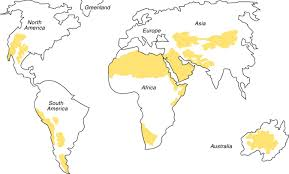 Greenland
North
America
Europe
Asia
Africa
South
America
Australia